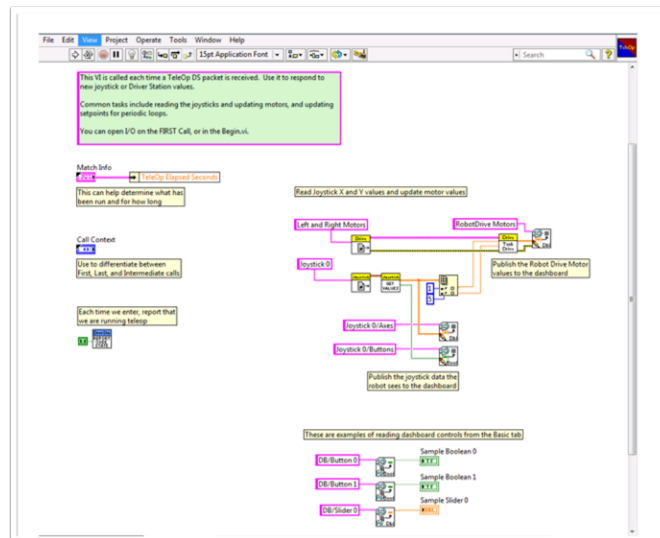 File Edit View Project Operate Tools Window Help
15pt Application Font
Search
TeleOp
This VI is called each time a TeleOp DS packet is received. Use it to respond to
new joystick or Driver Station values.
Common tasks include reading the joysticks and updating motors, and updating
setpoints for periodic loops.
You can open I/O on the FIRST Call, or in the Begin.vi.
Match Info
TeleOp Elapsed Seconds
This can help determine what has
been run and for how long
Read Joystick X and Y values and update motor values
Left and Right Motors
RobotDrive Motors
Call Context
Use to differentiate between
First, Last, and Intermediate calls
Publish the Robot Drive Motor
values to the dashboard
Joystick 0
GET
VALUES
1
5
Each time we enter, report that
we are running teleop
Joystick 0/Axes
Joystick 0/Buttons
Publish the joystick data the
robot sees to the dashboard
These are examples of reading dashboard controls from the Basic tab
DB/Button 0
Sample Boolean 0
TF
DB/Button 1
Sample Boolean 1
TF
DB/Slider 0
Sample Slider 0